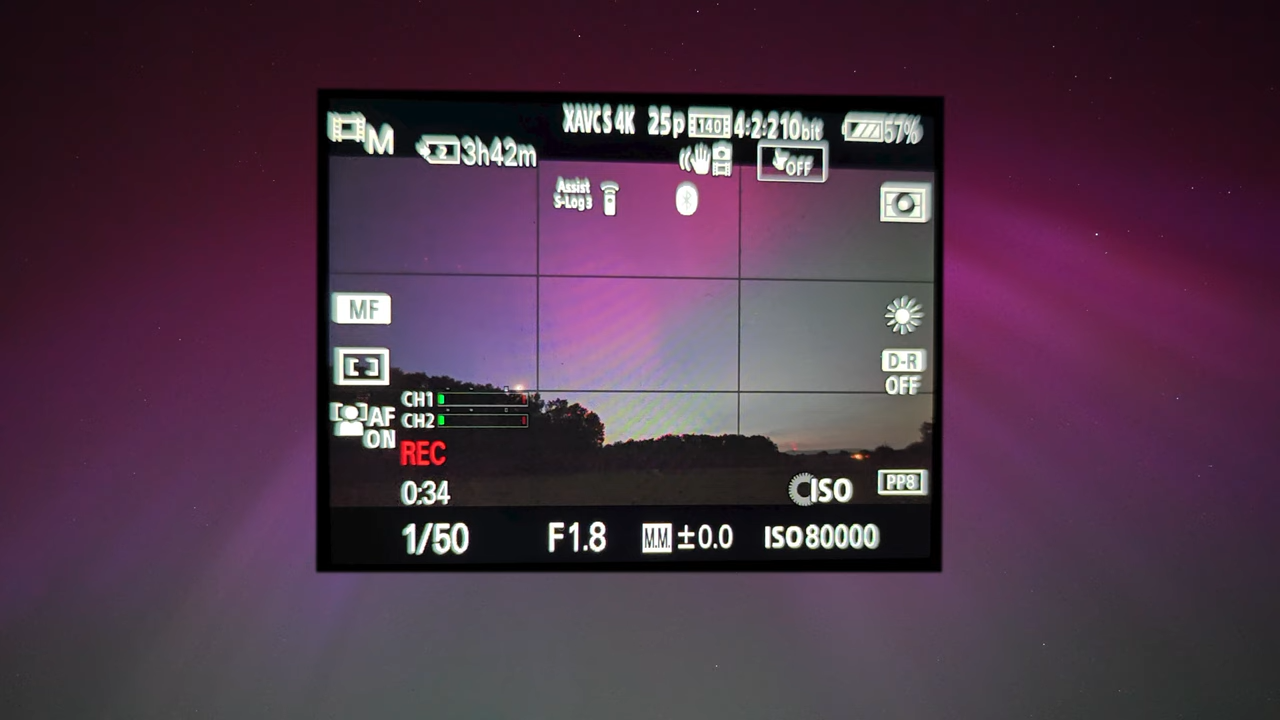 M 2 3h42m XAVC S 4K 25p 140 4:2:2 10bit 57%
OFF
Assist
S-Log3
MF
D-R
OFF
AF
ON
CH1
CH2
REC
0:34
ISO PP8
1/50 F1.8 M.M. ±0.0 ISO 80000